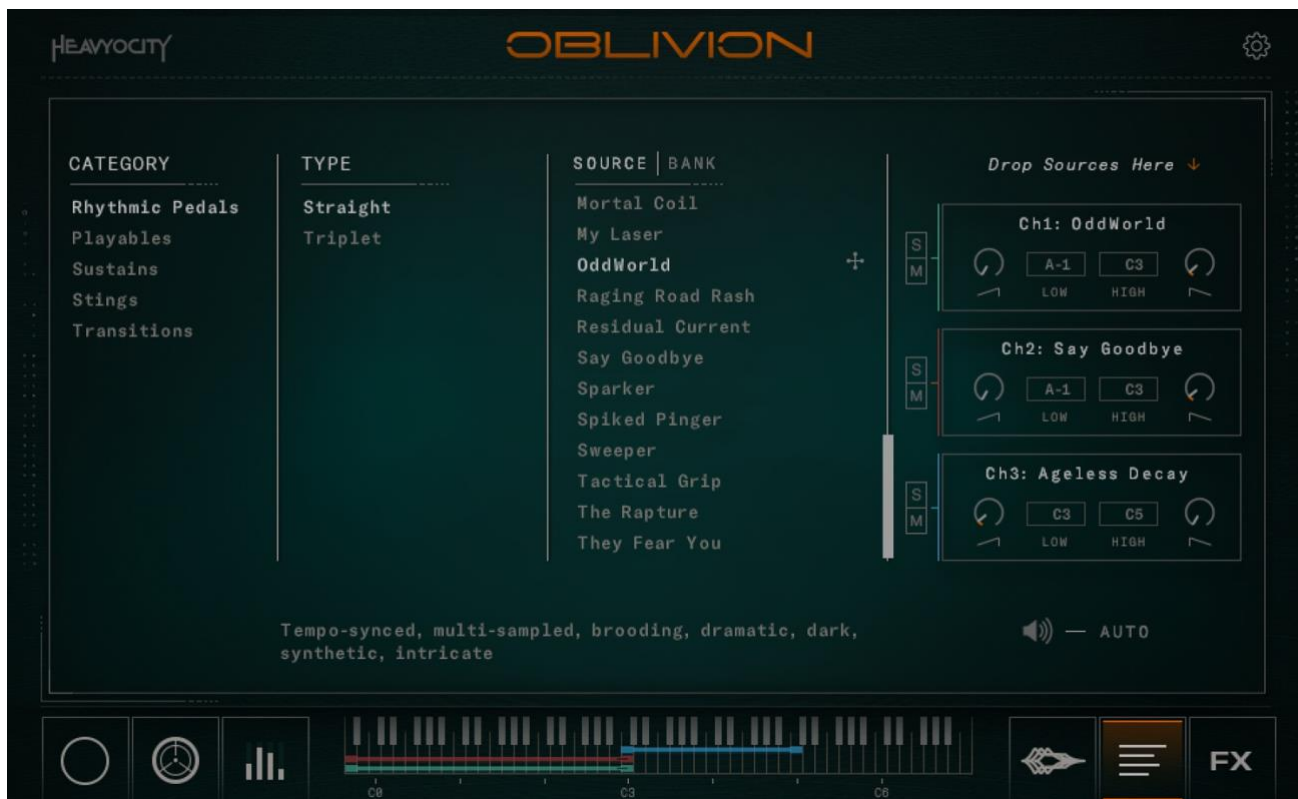 HEAVYOCITY
OBLIVION
CATEGORY
Rhythmic Pedals
Playables
Sustains
Stings
Transitions
TYPE
Straight
Triplet
SOURCE | BANK
Mortal Coil
My Laser
OddWorld
Raging Road Rash
Residual Current
Say Goodbye
Sparker
Spiked Pinger
Sweeper
Tactical Grip
The Rapture
They Fear You
Drop Sources Here
Ch1: OddWorld
S
M
A-1 C3
LOW HIGH
Ch2: Say Goodbye
S
M
A-1 C3
LOW HIGH
Ch3: Ageless Decay
S
M
C3 C5
LOW HIGH
Tempo-synced, multi-sampled, brooding, dramatic, dark,
synthetic, intricate
— AUTO
C0 C3 C6
FX